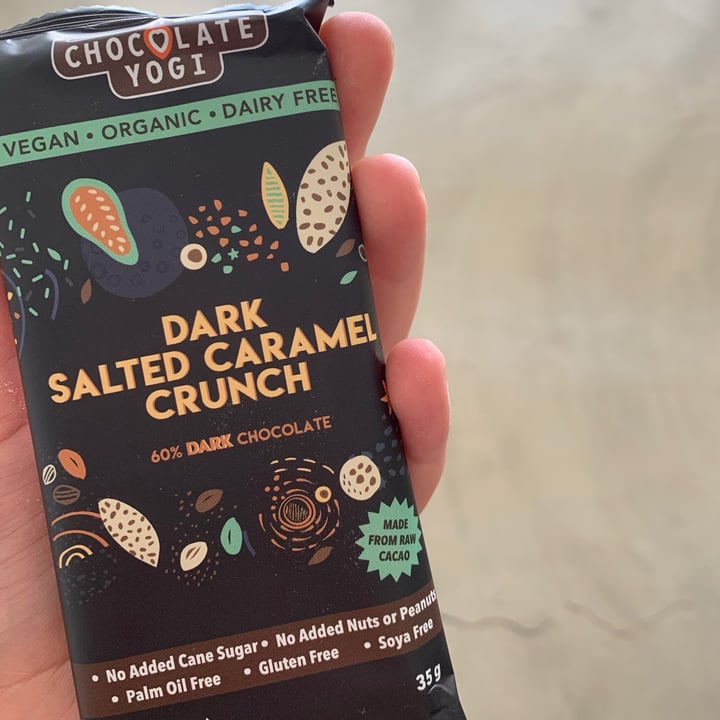 CHOCOLATE
YOGI
VEGAN • ORGANIC • DAIRY FREE
DARK
SALTED CARAMEL
CRUNCH
60% DARK CHOCOLATE
MADE
FROM RAW
CACAO
• No Added Cane Sugar • No Added Nuts or Peanuts
• Palm Oil Free • Gluten Free • Soya Free
35g